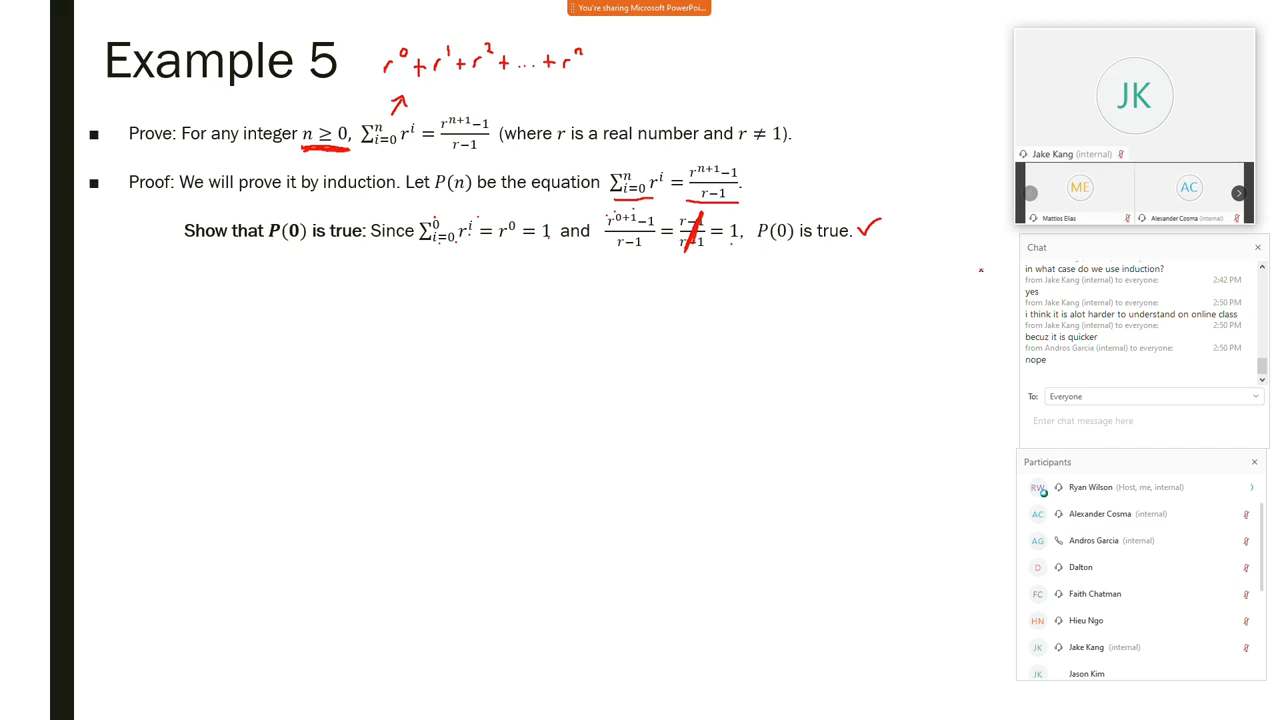 You're sharing Microsoft PowerPoi...
Example 5
r⁰ + r¹ + r² + ... + rⁿ
■ Prove: For any integer n ≥ 0, ∑ⁿᵢ₌₀ rⁱ = (rⁿ⁺¹−1)/(r−1) (where r is a real number and r ≠ 1).
■ Proof: We will prove it by induction. Let P(n) be the equation ∑ⁿᵢ₌₀ rⁱ = (rⁿ⁺¹−1)/(r−1).
Show that P(0) is true: Since ∑⁰ᵢ₌₀ rⁱ = r⁰ = 1 and (r⁰⁺¹−1)/(r−1) = (r−1)/(r−1) = 1, P(0) is true.
JK
Jake Kang (internal)
ME
AC
Mattios Elias
Alexander Cosma (internal)
Chat
in what case do we use induction?
from Jake Kang (internal) to everyone: 2:42 PM
yes
from Jake Kang (internal) to everyone: 2:50 PM
i think it is alot harder to understand on online class
from Jake Kang (internal) to everyone: 2:50 PM
becuz it is quicker
from Andros Garcia (internal) to everyone: 2:50 PM
nope
To: Everyone
Enter chat message here
Participants
RW Ryan Wilson (Host, me, internal)
AC Alexander Cosma (internal)
AG Andros Garcia (internal)
D Dalton
FC Faith Chatman
HN Hieu Ngo
JK Jake Kang (internal)
JK Jason Kim